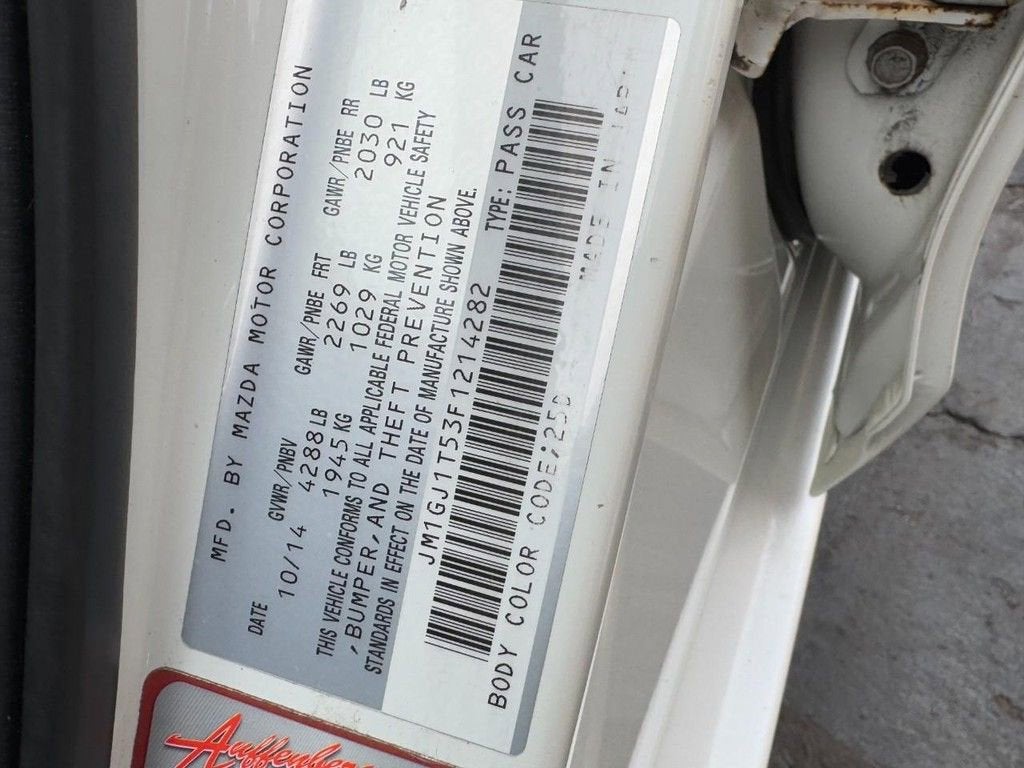 MFD. BY MAZDA MOTOR CORPORATION
DATE GVWR/PNBV GAWR/PNBE FRT GAWR/PNBE RR
10/14 4288LB 2269 LB 2030 LB
1945KG 1029 KG 921 KG
THIS VEHICLE CONFORMS TO ALL APPLICABLE FEDERAL MOTOR VEHICLE SAFETY
,BUMPER,AND THEFT PREVENTION
STANDARDS IN EFFECT ON THE DATE OF MANUFACTURE SHOWN ABOVE.
JM1GJ1T53F1214282 TYPE: PASS CAR
BODY COLOR CODE;25D
MADE IN
Auffenberg